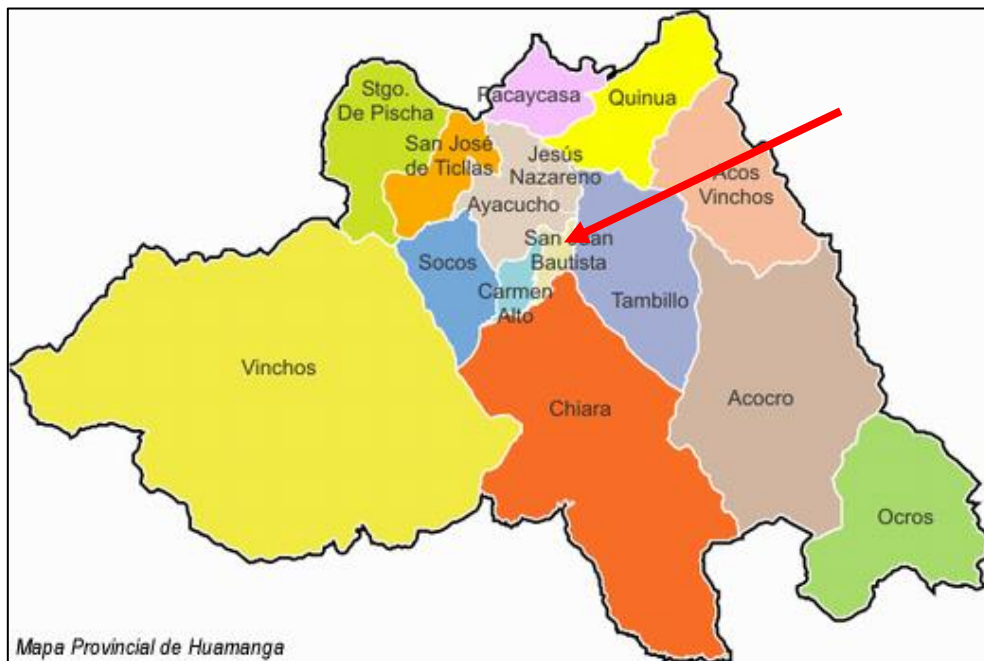 Stgo.
De Pischa
Pacaycasa
Quinua
San José
de Ticllas
Jesús
Nazareno
Acos
Vinchos
Ayacucho
San Juan
Bautista
Socos
Carmen
Alto
Tambillo
Vinchos
Chiara
Acocro
Ocros
Mapa Provincial de Huamanga